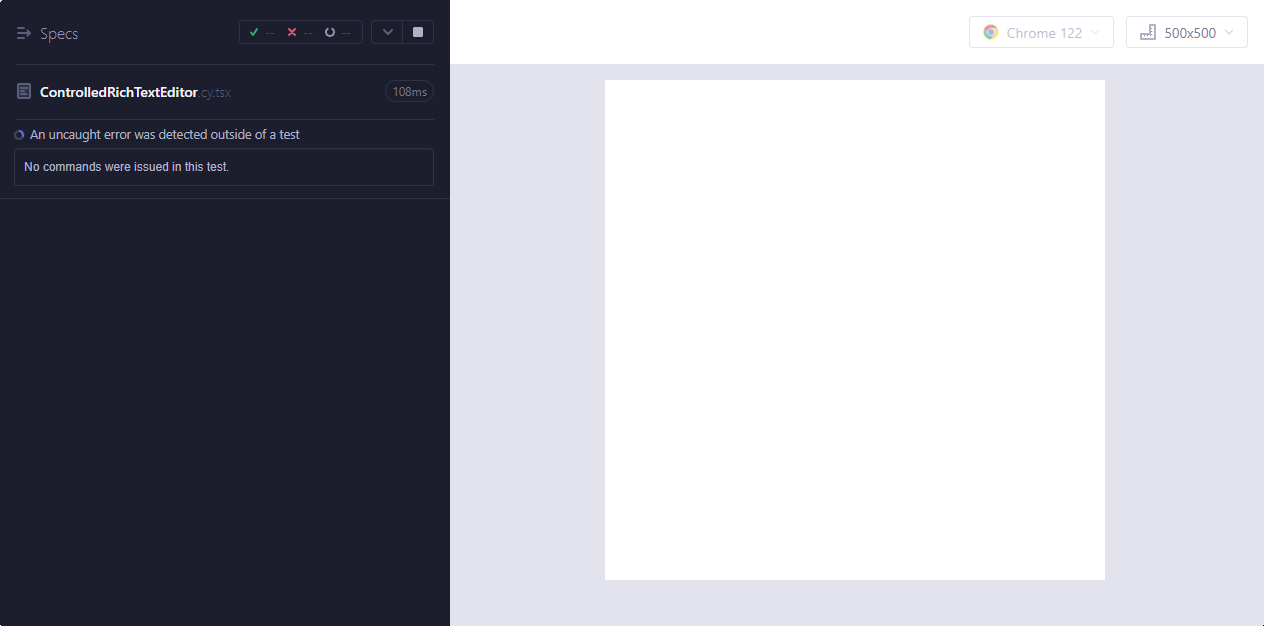 Specs
-- -- --
Chrome 122
500x500
ControlledRichTextEditor.cy.tsx
108ms
An uncaught error was detected outside of a test
No commands were issued in this test.